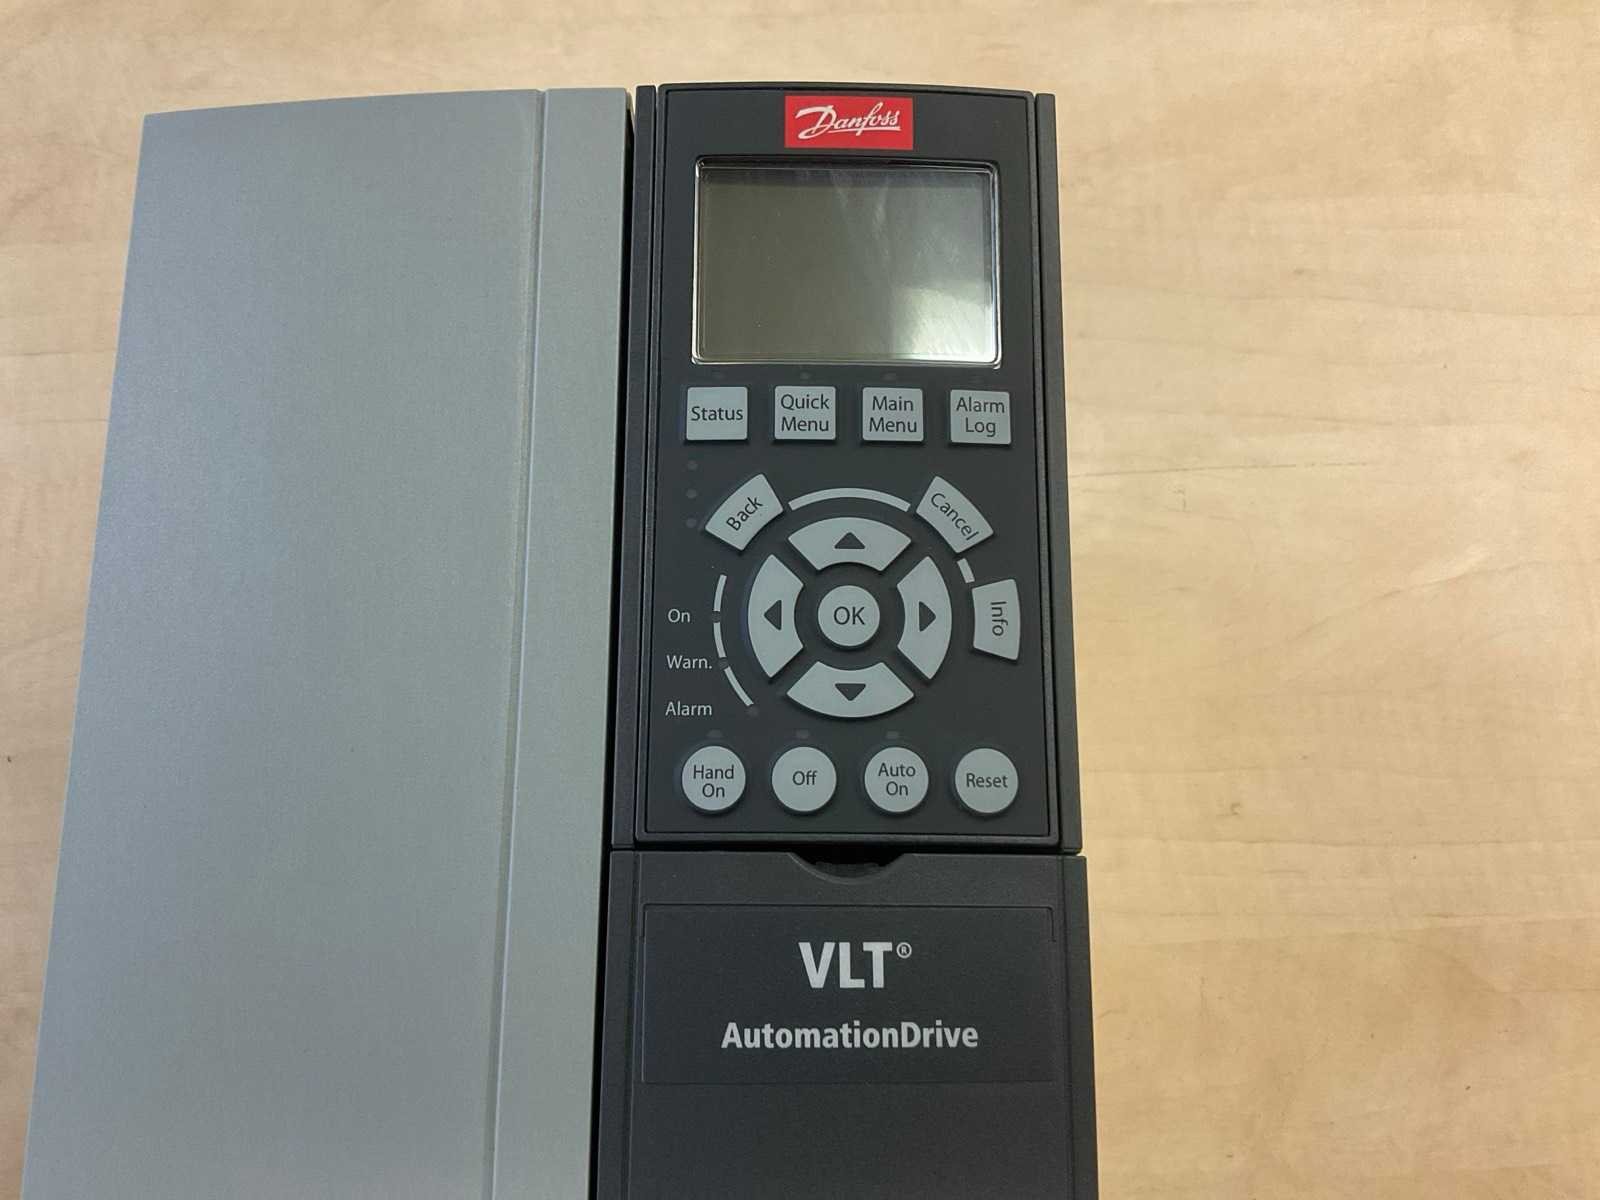 Danfoss
Status
Quick
Menu
Main
Menu
Alarm
Log
Back
Cancel
Info
OK
On
Warn.
Alarm
Hand
On
Off
Auto
On
Reset
VLT®
AutomationDrive